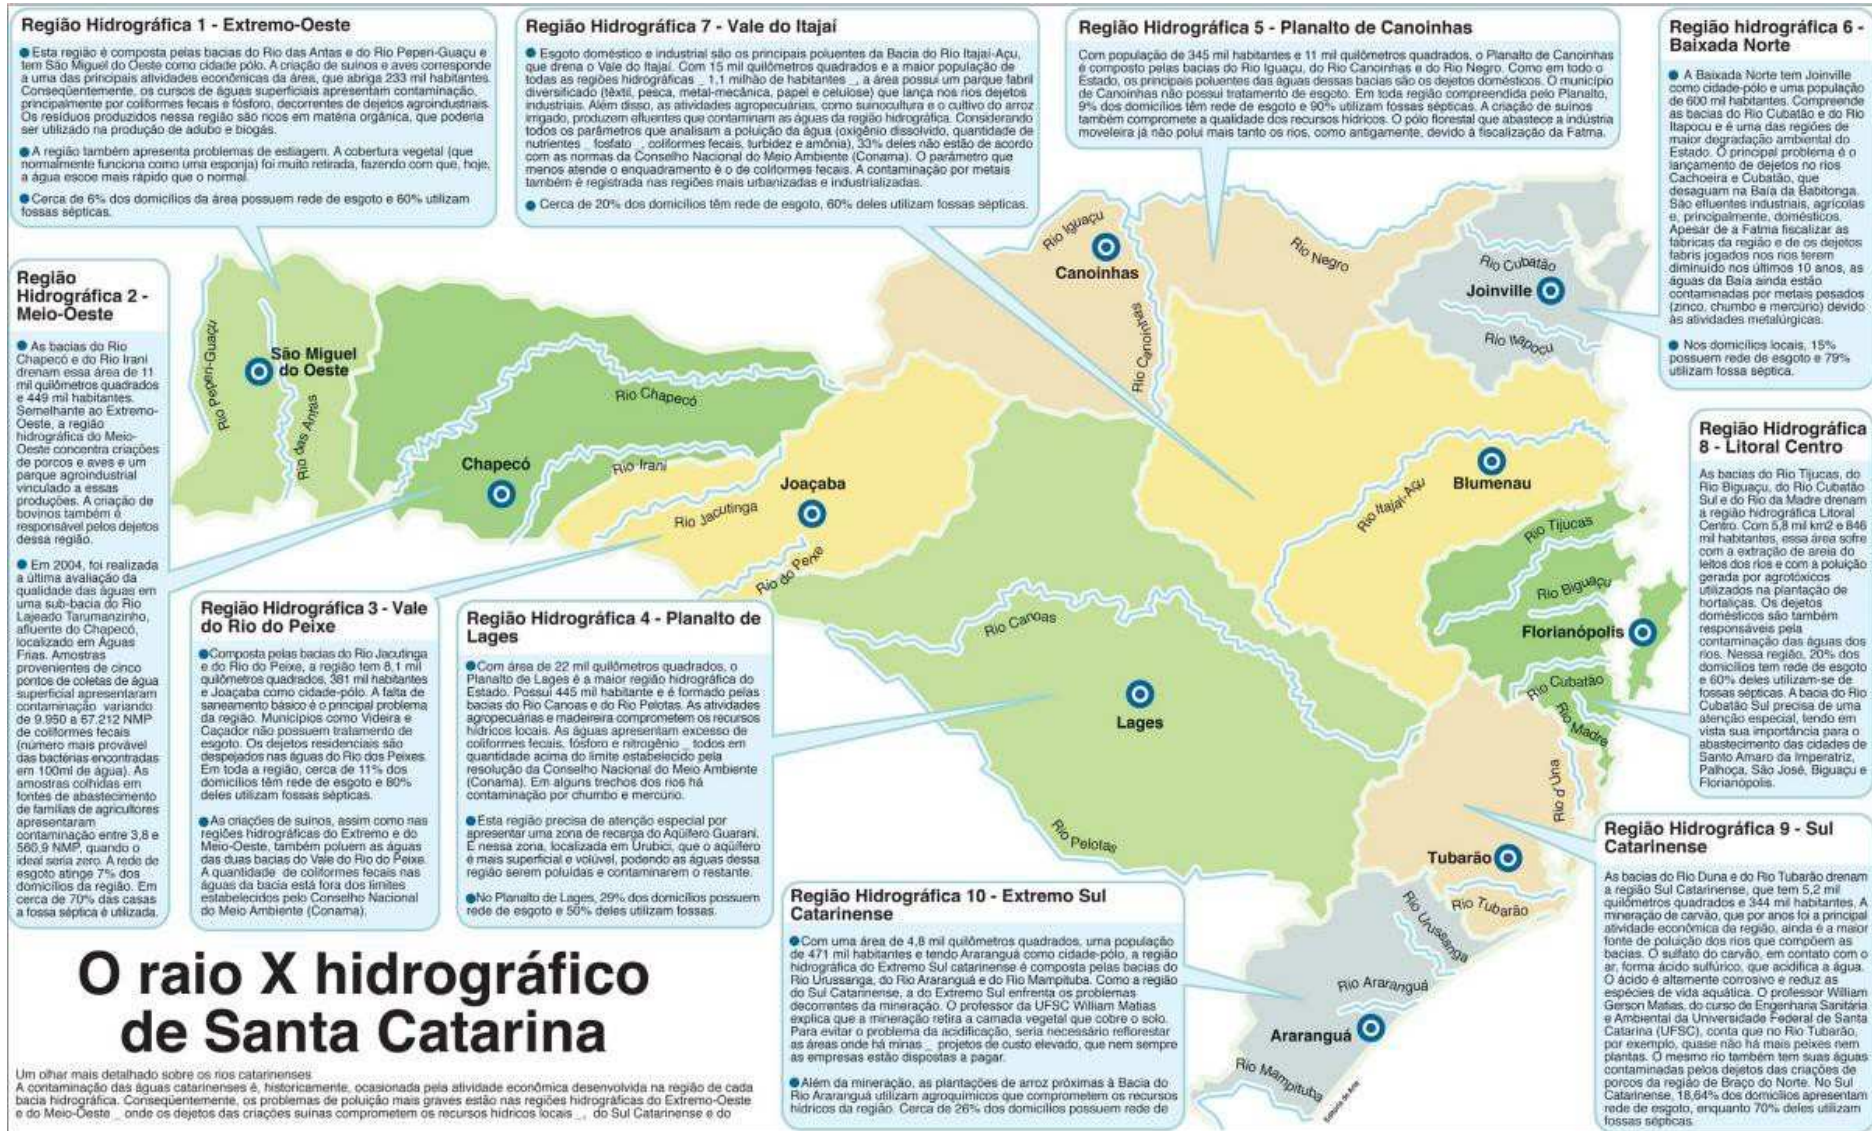 Região Hidrográfica 1 - Extremo-Oeste
Esta região é composta pelas bacias do Rio das Antas e do Rio Peperi-Guaçu e
tem São Miguel do Oeste como cidade pólo. A criação de suínos e aves corresponde
a uma das principais atividades econômicas da área, que abriga 233 mil habitantes.
Conseqüentemente, os cursos de águas superficiais apresentam contaminação,
principalmente por coliformes fecais e fósforo, decorrentes de dejetos agroindustriais.
Os resíduos produzidos nessa região são ricos em matéria orgânica, que poderia
ser utilizado na produção de adubo e biogás.
A região também apresenta problemas de estiagem. A cobertura vegetal (que
normalmente funciona como uma esponja) foi muito retirada, fazendo com que, hoje,
a água escoe mais rápido que o normal.
Cerca de 6% dos domicílios da área possuem rede de esgoto e 60% utilizam
fossas sépticas.
Região Hidrográfica 7 - Vale do Itajaí
Esgoto doméstico e industrial são os principais poluentes da Bacia do Rio Itajaí-Açu,
que drena o Vale do Itajaí. Com 15 mil quilômetros quadrados e a maior população de
todas as regiões hidrográficas _ 1,1 milhão de habitantes _, a área possui um parque fabril
diversificado (têxtil, pesca, metal-mecânica, papel e celulose) que lança nos rios dejetos
industriais. Além disso, as atividades agropecuárias, como suinocultura e o cultivo do arroz
irrigado, produzem efluentes que contaminam as águas da região hidrográfica. Considerando
todos os parâmetros que analisam a poluição da água (oxigênio dissolvido, quantidade de
nutrientes _ fosfato _, coliformes fecais, turbidez e amônia), 33% deles não estão de acordo
com as normas da Conselho Nacional do Meio Ambiente (Conama). O parâmetro que
menos atende o enquadramento é o de coliformes fecais. A contaminação por metais
também é registrada nas regiões mais urbanizadas e industrializadas.
Cerca de 20% dos domicílios têm rede de esgoto, 60% deles utilizam fossas sépticas.
Região Hidrográfica 5 - Planalto de Canoinhas
Com população de 345 mil habitantes e 11 mil quilômetros quadrados, o Planalto de Canoinhas
é composto pelas bacias do Rio Iguaçu, do Rio Canoinhas e do Rio Negro. Como em todo o
Estado, os principais poluentes das águas dessas bacias são os dejetos domésticos. O município
de Canoinhas não possui tratamento de esgoto. Em toda região compreendida pelo Planalto,
9% dos domicílios têm rede de esgoto e 90% utilizam fossas sépticas. A criação de suínos
também compromete a qualidade dos recursos hídricos. O pólo florestal que abastece a indústria
moveleira já não polui mais tanto os rios, como antigamente, devido à fiscalização da Fatma.
Região hidrográfica 6 -
Baixada Norte
A Baixada Norte tem Joinville
como cidade-pólo e uma população
de 600 mil habitantes. Compreende
as bacias do Rio Cubatão e do Rio
Itapocu e é uma das regiões de
maior degradação ambiental do
Estado. O principal problema é o
lançamento de dejetos no rios
Cachoeira e Cubatão, que
desaguam na Baía da Babitonga.
São efluentes industriais, agrícolas
e, principalmente, domésticos.
Apesar de a Fatma fiscalizar as
fábricas da região e de os dejetos
fabris jogados nos rios terem
diminuído nos últimos 10 anos, as
águas da Baía ainda estão
contaminadas por metais pesados
(zinco, chumbo e mercúrio) devido
às atividades metalúrgicas.
Nos domicílios locais, 15%
possuem rede de esgoto e 79%
utilizam fossa séptica.
Região
Hidrográfica 2 -
Meio-Oeste
As bacias do Rio
Chapecó e do Rio Irani
drenam essa área de 11
mil quilômetros quadrados
e 449 mil habitantes.
Semelhante ao Extremo-
Oeste, a região
hidrográfica do Meio-
Oeste concentra criações
de porcos e aves e um
parque agroindustrial
vinculado a essas
produções. A criação de
bovinos também é
responsável pelos dejetos
dessa região.
Em 2004, foi realizada
a última avaliação da
qualidade das águas em
uma sub-bacia do Rio
Lajeado Tarumanzinho,
afluente do Chapecó,
localizado em Águas
Frias. Amostras
provenientes de cinco
pontos de coletas de água
superficial apresentaram
contaminação variando
de 9.950 a 67.212 NMP
de coliformes fecais
(número mais provável
das bactérias encontradas
em 100ml de água). As
amostras colhidas em
fontes de abastecimento
de famílias de agricultores
apresentaram
contaminação entre 3,8 e
560,9 NMP, quando o
ideal seria zero. A rede de
esgoto atinge 7% dos
domicílios da região. Em
cerca de 70% das casas
a fossa séptica é utilizada.
Rio Peperi-Guaçu
São Miguel
do Oeste
Rio das Antas
Rio Chapecó
Chapecó
Rio Irani
Joaçaba
Rio Jacutinga
Rio do Peixe
Rio Iguaçu
Canoinhas
Rio Canoinhas
Rio Negro
Rio Cubatão
Joinville
Rio Itapocu
Blumenau
Rio Itajaí-Açu
Rio Tijucas
Rio Biguaçu
Florianópolis
Rio Cubatão
Rio Madre
Rio d'Una
Rio Canoas
Lages
Rio Pelotas
Tubarão
Rio Tubarão
Rio Urussanga
Rio Araranguá
Araranguá
Rio Mampituba
Região Hidrográfica
8 - Litoral Centro
As bacias do Rio Tijucas, do
Rio Biguaçu, do Rio Cubatão
Sul e do Rio da Madre drenam
a região hidrográfica Litoral
Centro. Com 5,8 mil km2 e 846
mil habitantes, essa área sofre
com a extração de areia do
leitos dos rios e com a poluição
gerada por agrotóxicos
utilizados na plantação de
hortaliças. Os dejetos
domésticos são também
responsáveis pela
contaminação das águas dos
rios. Nessa região, 20% dos
domicílios tem rede de esgoto
e 60% deles utilizam-se de
fossas sépticas. A bacia do Rio
Cubatão Sul precisa de uma
atenção especial, tendo em
vista sua importância para o
abastecimento das cidades de
Santo Amaro da Imperatriz,
Palhoça, São José, Biguaçu e
Florianópolis.
Região Hidrográfica 3 - Vale
do Rio do Peixe
Composta pelas bacias do Rio Jacutinga
e do Rio do Peixe, a região tem 8,1 mil
quilômetros quadrados, 381 mil habitantes
e Joaçaba como cidade-pólo. A falta de
saneamento básico é o principal problema
da região. Municípios como Videira e
Caçador não possuem tratamento de
esgoto. Os dejetos residenciais são
despejados nas águas do Rio dos Peixes.
Em toda a região, cerca de 11% dos
domicílios têm rede de esgoto e 80%
deles utilizam fossas sépticas.
As criações de suínos, assim como nas
regiões hidrográficas do Extremo e do
Meio-Oeste, também poluem as águas
das duas bacias do Vale do Rio do Peixe.
A quantidade de coliformes fecais nas
águas da bacia está fora dos limites
estabelecidos pelo Conselho Nacional
do Meio Ambiente (Conama).
Região Hidrográfica 4 - Planalto de
Lages
Com área de 22 mil quilômetros quadrados, o
Planalto de Lages é a maior região hidrográfica do
Estado. Possui 445 mil habitante e é formado pelas
bacias do Rio Canoas e do Rio Pelotas. As atividades
agropecuárias e madeireira comprometem os recursos
hídricos locais. As águas apresentam excesso de
coliformes fecais, fósforo e nitrogênio _ todos em
quantidade acima do limite estabelecido pela
resolução da Conselho Nacional do Meio Ambiente
(Conama). Em alguns trechos dos rios há
contaminação por chumbo e mercúrio.
Esta região precisa de atenção especial por
apresentar uma zona de recarga do Aqüífero Guarani.
É nessa zona, localizada em Urubici, que o aqüífero
é mais superficial e volúvel, podendo as águas dessa
região serem poluídas e contaminarem o restante.
No Planalto de Lages, 29% dos domicílios possuem
rede de esgoto e 50% deles utilizam fossas.
Região Hidrográfica 10 - Extremo Sul
Catarinense
Com uma área de 4,8 mil quilômetros quadrados, uma população
de 471 mil habitantes e tendo Araranguá como cidade-pólo, a região
hidrográfica do Extremo Sul catarinense é composta pelas bacias do
Rio Urussanga, do Rio Araranguá e do Rio Mampituba. Como a região
do Sul Catarinense, a do Extremo Sul enfrenta os problemas
decorrentes da mineração. O professor da UFSC William Matias
explica que a mineração retira a camada vegetal que cobre o solo.
Para evitar o problema da acidificação, seria necessário reflorestar
as áreas onde há minas _ projetos de custo elevado, que nem sempre
as empresas estão dispostas a pagar.
Além da mineração, as plantações de arroz próximas à Bacia do
Rio Araranguá utilizam agroquímicos que comprometem os recursos
hídricos da região. Cerca de 26% dos domicílios possuem rede de
Região Hidrográfica 9 - Sul
Catarinense
As bacias do Rio Duna e do Rio Tubarão drenam
a região Sul Catarinense, que tem 5,2 mil
quilômetros quadrados e 344 mil habitantes. A
mineração de carvão, que por anos foi a principal
atividade econômica da região, ainda é a maior
fonte de poluição dos rios que compõem as
bacias. O sulfato do carvão, em contato com o
ar, forma ácido sulfúrico, que acidifica a água.
O ácido é altamente corrosivo e reduz as
espécies de vida aquática. O professor William
Gerson Matias, do curso de Engenharia Sanitária
e Ambiental da Universidade Federal de Santa
Catarina (UFSC), conta que no Rio Tubarão,
por exemplo, quase não há mais peixes nem
plantas. O mesmo rio também tem suas águas
contaminadas pelos dejetos das criações de
porcos da região de Braço do Norte. No Sul
Catarinense, 18,64% dos domicílios apresentam
rede de esgoto, enquanto 70% deles utilizam
fossas sépticas.
O raio X hidrográfico
de Santa Catarina
Um olhar mais detalhado sobre os rios catarinenses
A contaminação das águas catarinenses é, historicamente, ocasionada pela atividade econômica desenvolvida na região de cada
bacia hidrográfica. Conseqüentemente, os problemas de poluição mais graves estão nas regiões hidrográficas do Extremo-Oeste
e do Meio-Oeste _ onde os dejetos das criações suínas comprometem os recursos hídricos locais _, do Sul Catarinense e do